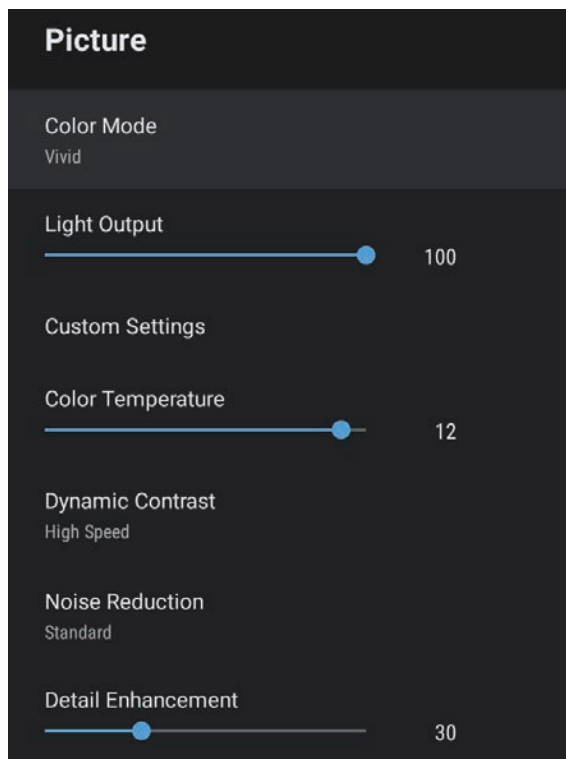 Picture
Color Mode
Vivid
Light Output
100
Custom Settings
Color Temperature
12
Dynamic Contrast
High Speed
Noise Reduction
Standard
Detail Enhancement
30